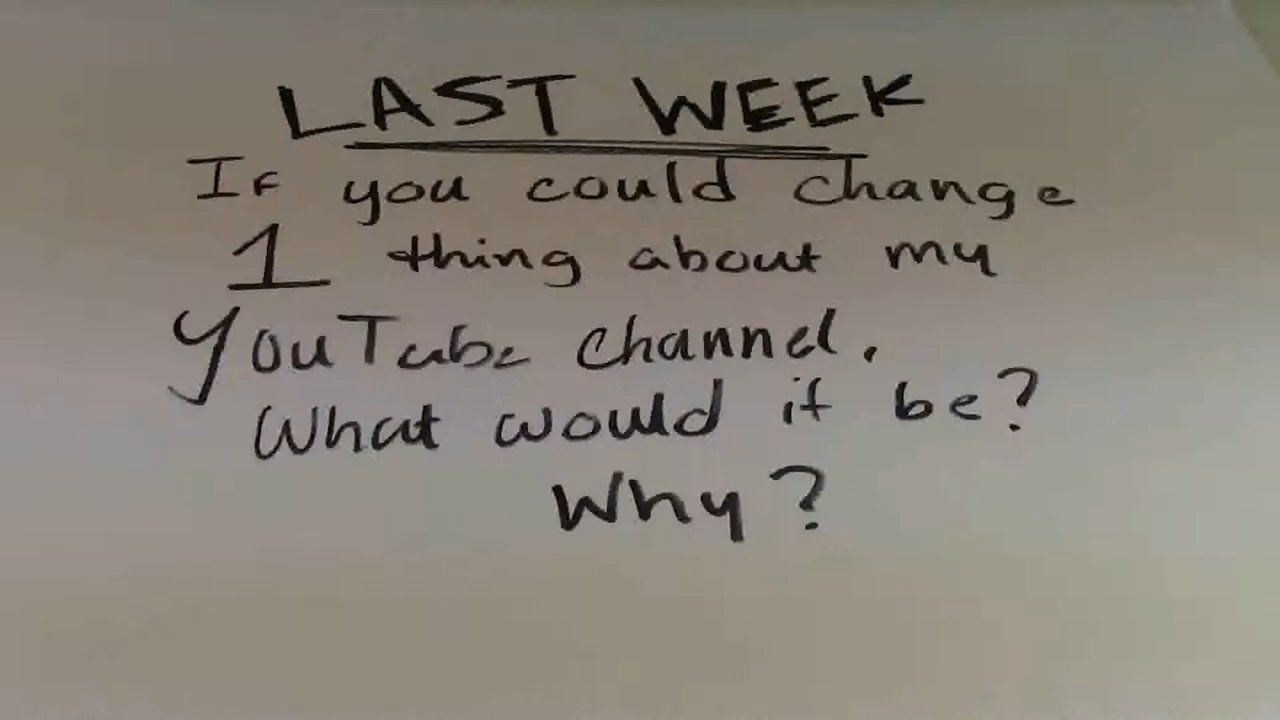 LAST WEEK
If you could change
1 thing about my
YouTube channel.
What would it be?
Why?